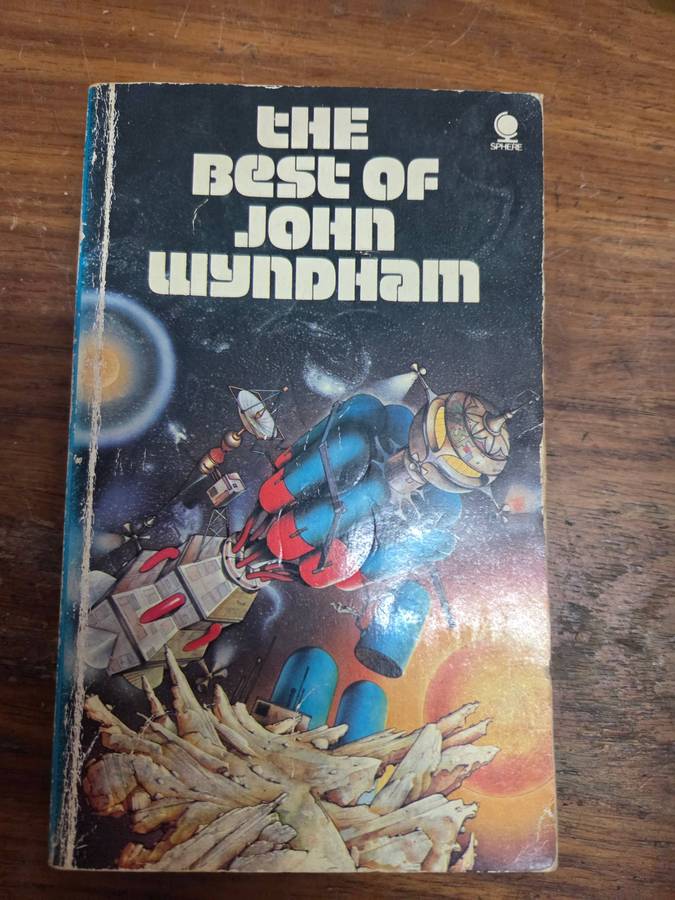 THE
BEST OF
JOHN
WYNDHAM
SPHERE